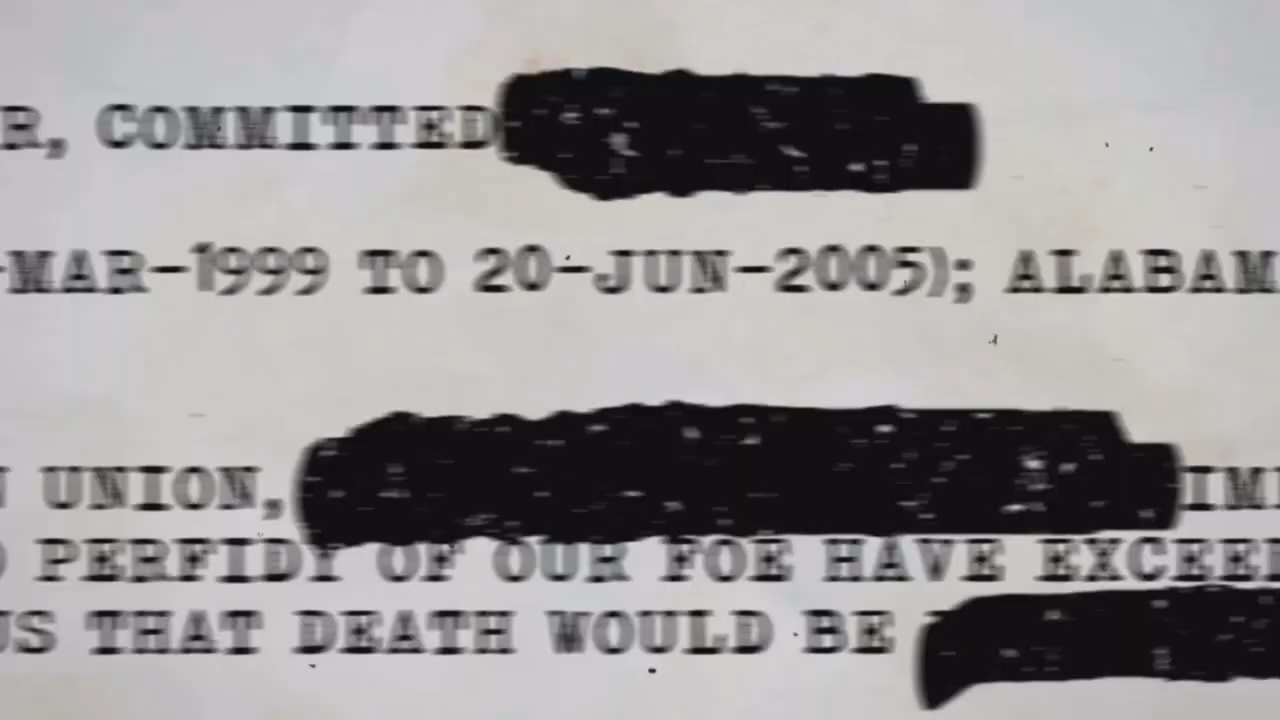 R, COMMITTED
-MAR-1999 TO 20-JUN-2005); ALABAM
UNION, IM
PERFIDY OF OUR FOE HAVE EXCEE
US THAT DEATH WOULD BE